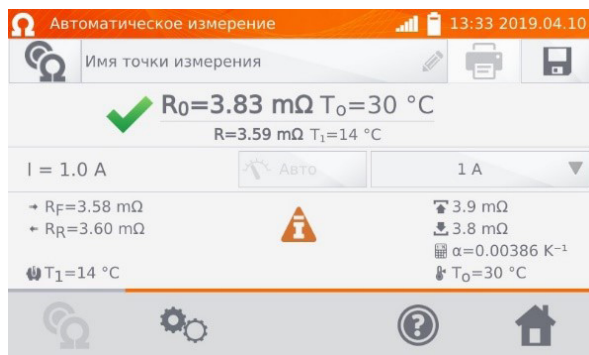 Автоматическое измерение 13:33 2019.04.10
Имя точки измерения
R0=3.83 mΩ To=30 °C
R=3.59 mΩ T1=14 °C
I = 1.0 A Авто 1 A
RF=3.58 mΩ
RR=3.60 mΩ
T1=14 °C
3.9 mΩ
3.8 mΩ
α=0.00386 K⁻¹
To=30 °C